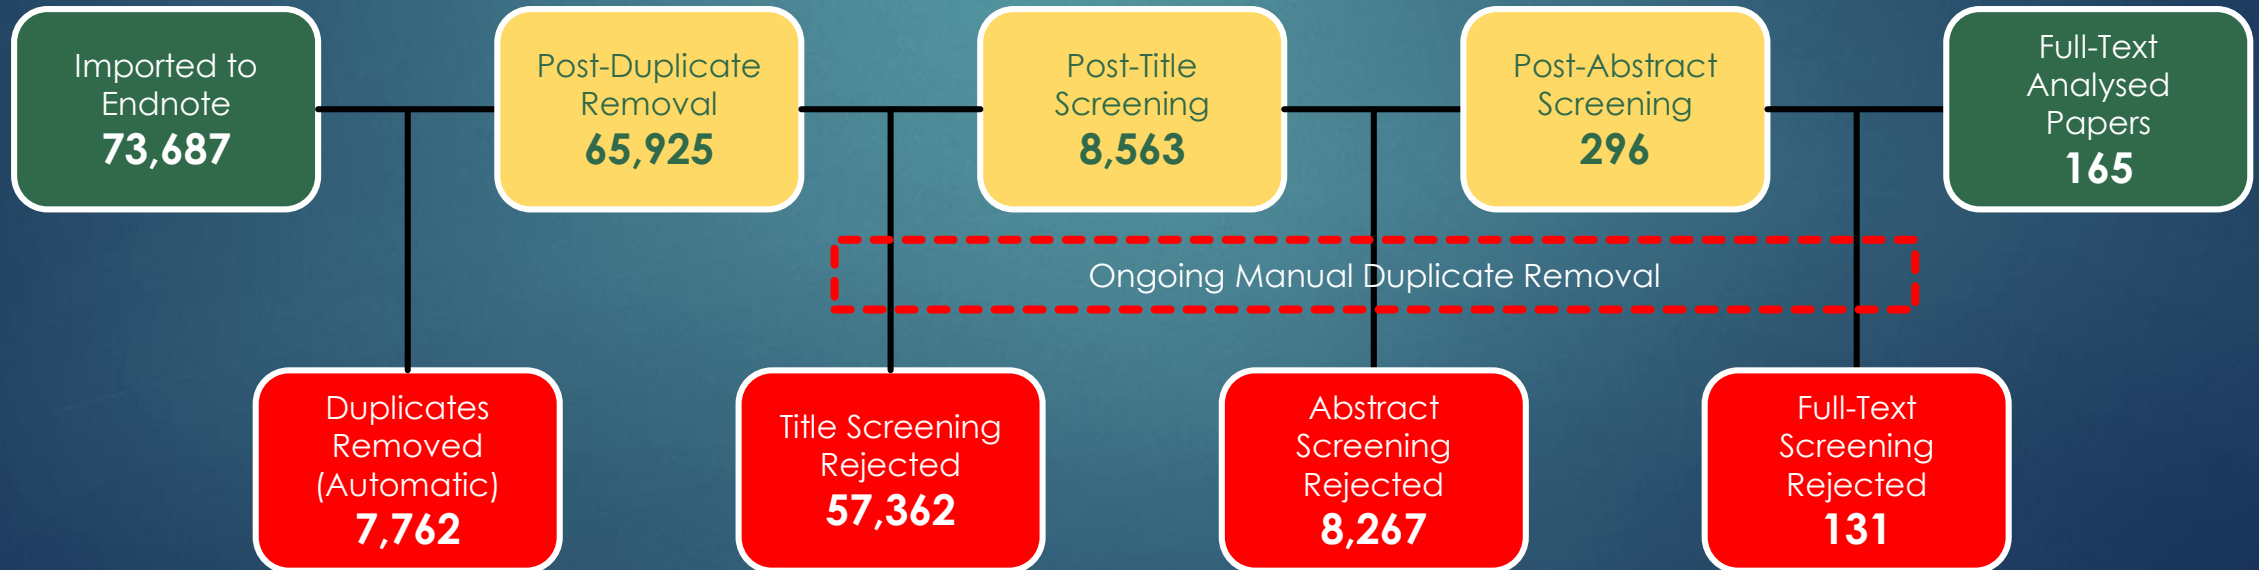 Imported to
Endnote
73,687
Post-Duplicate
Removal
65,925
Post-Title
Screening
8,563
Post-Abstract
Screening
296
Full-Text
Analysed
Papers
165
Ongoing Manual Duplicate Removal
Duplicates
Removed
(Automatic)
7,762
Title Screening
Rejected
57,362
Abstract
Screening
Rejected
8,267
Full-Text
Screening
Rejected
131